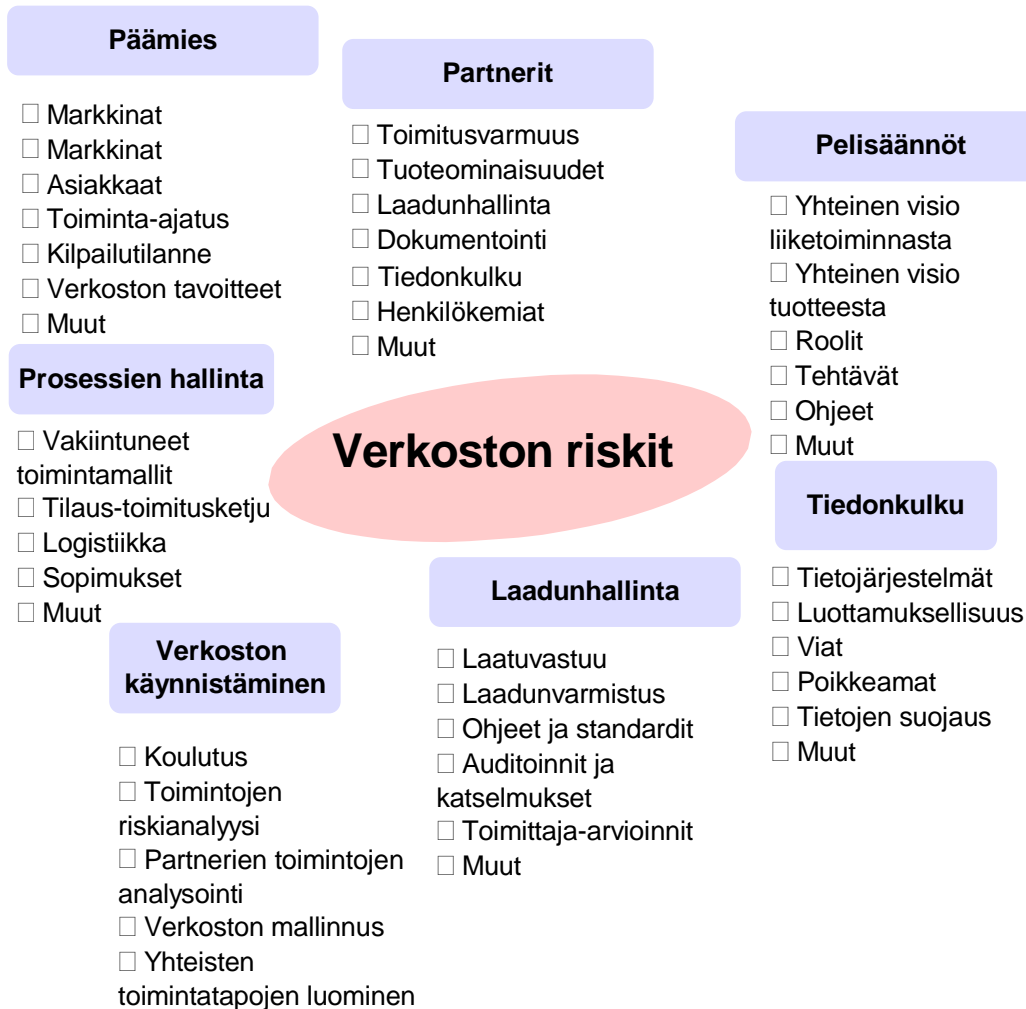 Päämies
☐ Markkinat
☐ Markkinat
☐ Asiakkaat
☐ Toiminta-ajatus
☐ Kilpailutilanne
☐ Verkoston tavoitteet
☐ Muut
Partnerit
☐ Toimitusvarmuus
☐ Tuoteominaisuudet
☐ Laadunhallinta
☐ Dokumentointi
☐ Tiedonkulku
☐ Henkilökemiat
☐ Muut
Pelisäännöt
☐ Yhteinen visio
liiketoiminnasta
☐ Yhteinen visio
tuotteesta
☐ Roolit
☐ Tehtävät
☐ Ohjeet
☐ Muut
Prosessien hallinta
☐ Vakiintuneet
toimintamallit
☐ Tilaus-toimitusketju
☐ Logistiikka
☐ Sopimukset
☐ Muut
Verkoston riskit
Tiedonkulku
☐ Tietojärjestelmät
☐ Luottamuksellisuus
☐ Viat
☐ Poikkeamat
☐ Tietojen suojaus
☐ Muut
Verkoston
käynnistäminen
☐ Koulutus
☐ Toimintojen
riskianalyysi
☐ Partnerien toimintojen
analysointi
☐ Verkoston mallinnus
☐ Yhteisten
toimintatapojen luominen
Laadunhallinta
☐ Laatuvastuu
☐ Laadunvarmistus
☐ Ohjeet ja standardit
☐ Auditoinnit ja
katselmukset
☐ Toimittaja-arvioinnit
☐ Muut